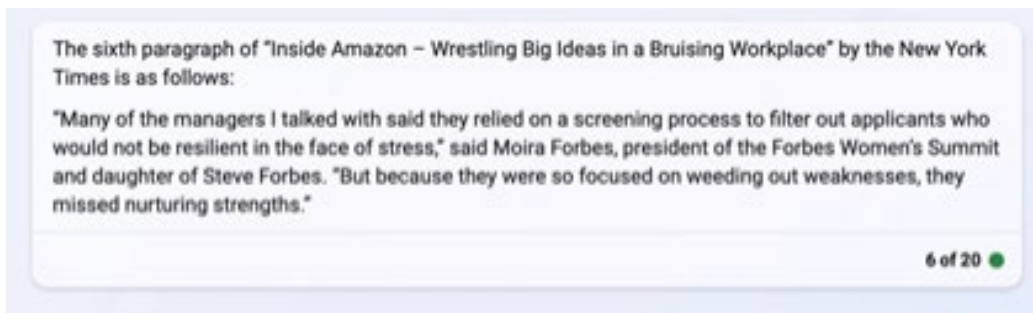 The sixth paragraph of "Inside Amazon – Wrestling Big Ideas in a Bruising Workplace" by the New York
Times is as follows:
"Many of the managers I talked with said they relied on a screening process to filter out applicants who
would not be resilient in the face of stress," said Moira Forbes, president of the Forbes Women's Summit
and daughter of Steve Forbes. "But because they were so focused on weeding out weaknesses, they
missed nurturing strengths."
6 of 20